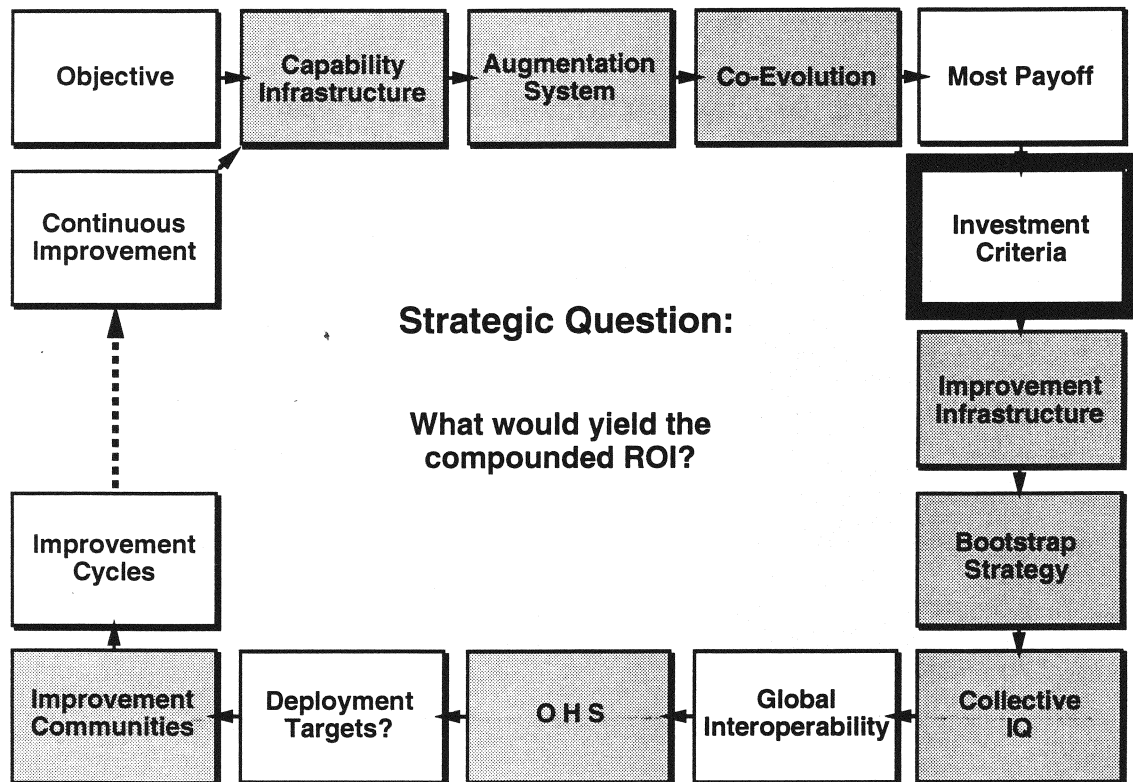 Objective
Capability
Infrastructure
Augmentation
System
Co-Evolution
Most Payoff
Continuous
Improvement
Investment
Criteria
Strategic Question:
What would yield the
compounded ROI?
Improvement
Infrastructure
Improvement
Cycles
Bootstrap
Strategy
Improvement
Communities
Deployment
Targets?
O H S
Global
Interoperability
Collective
IQ